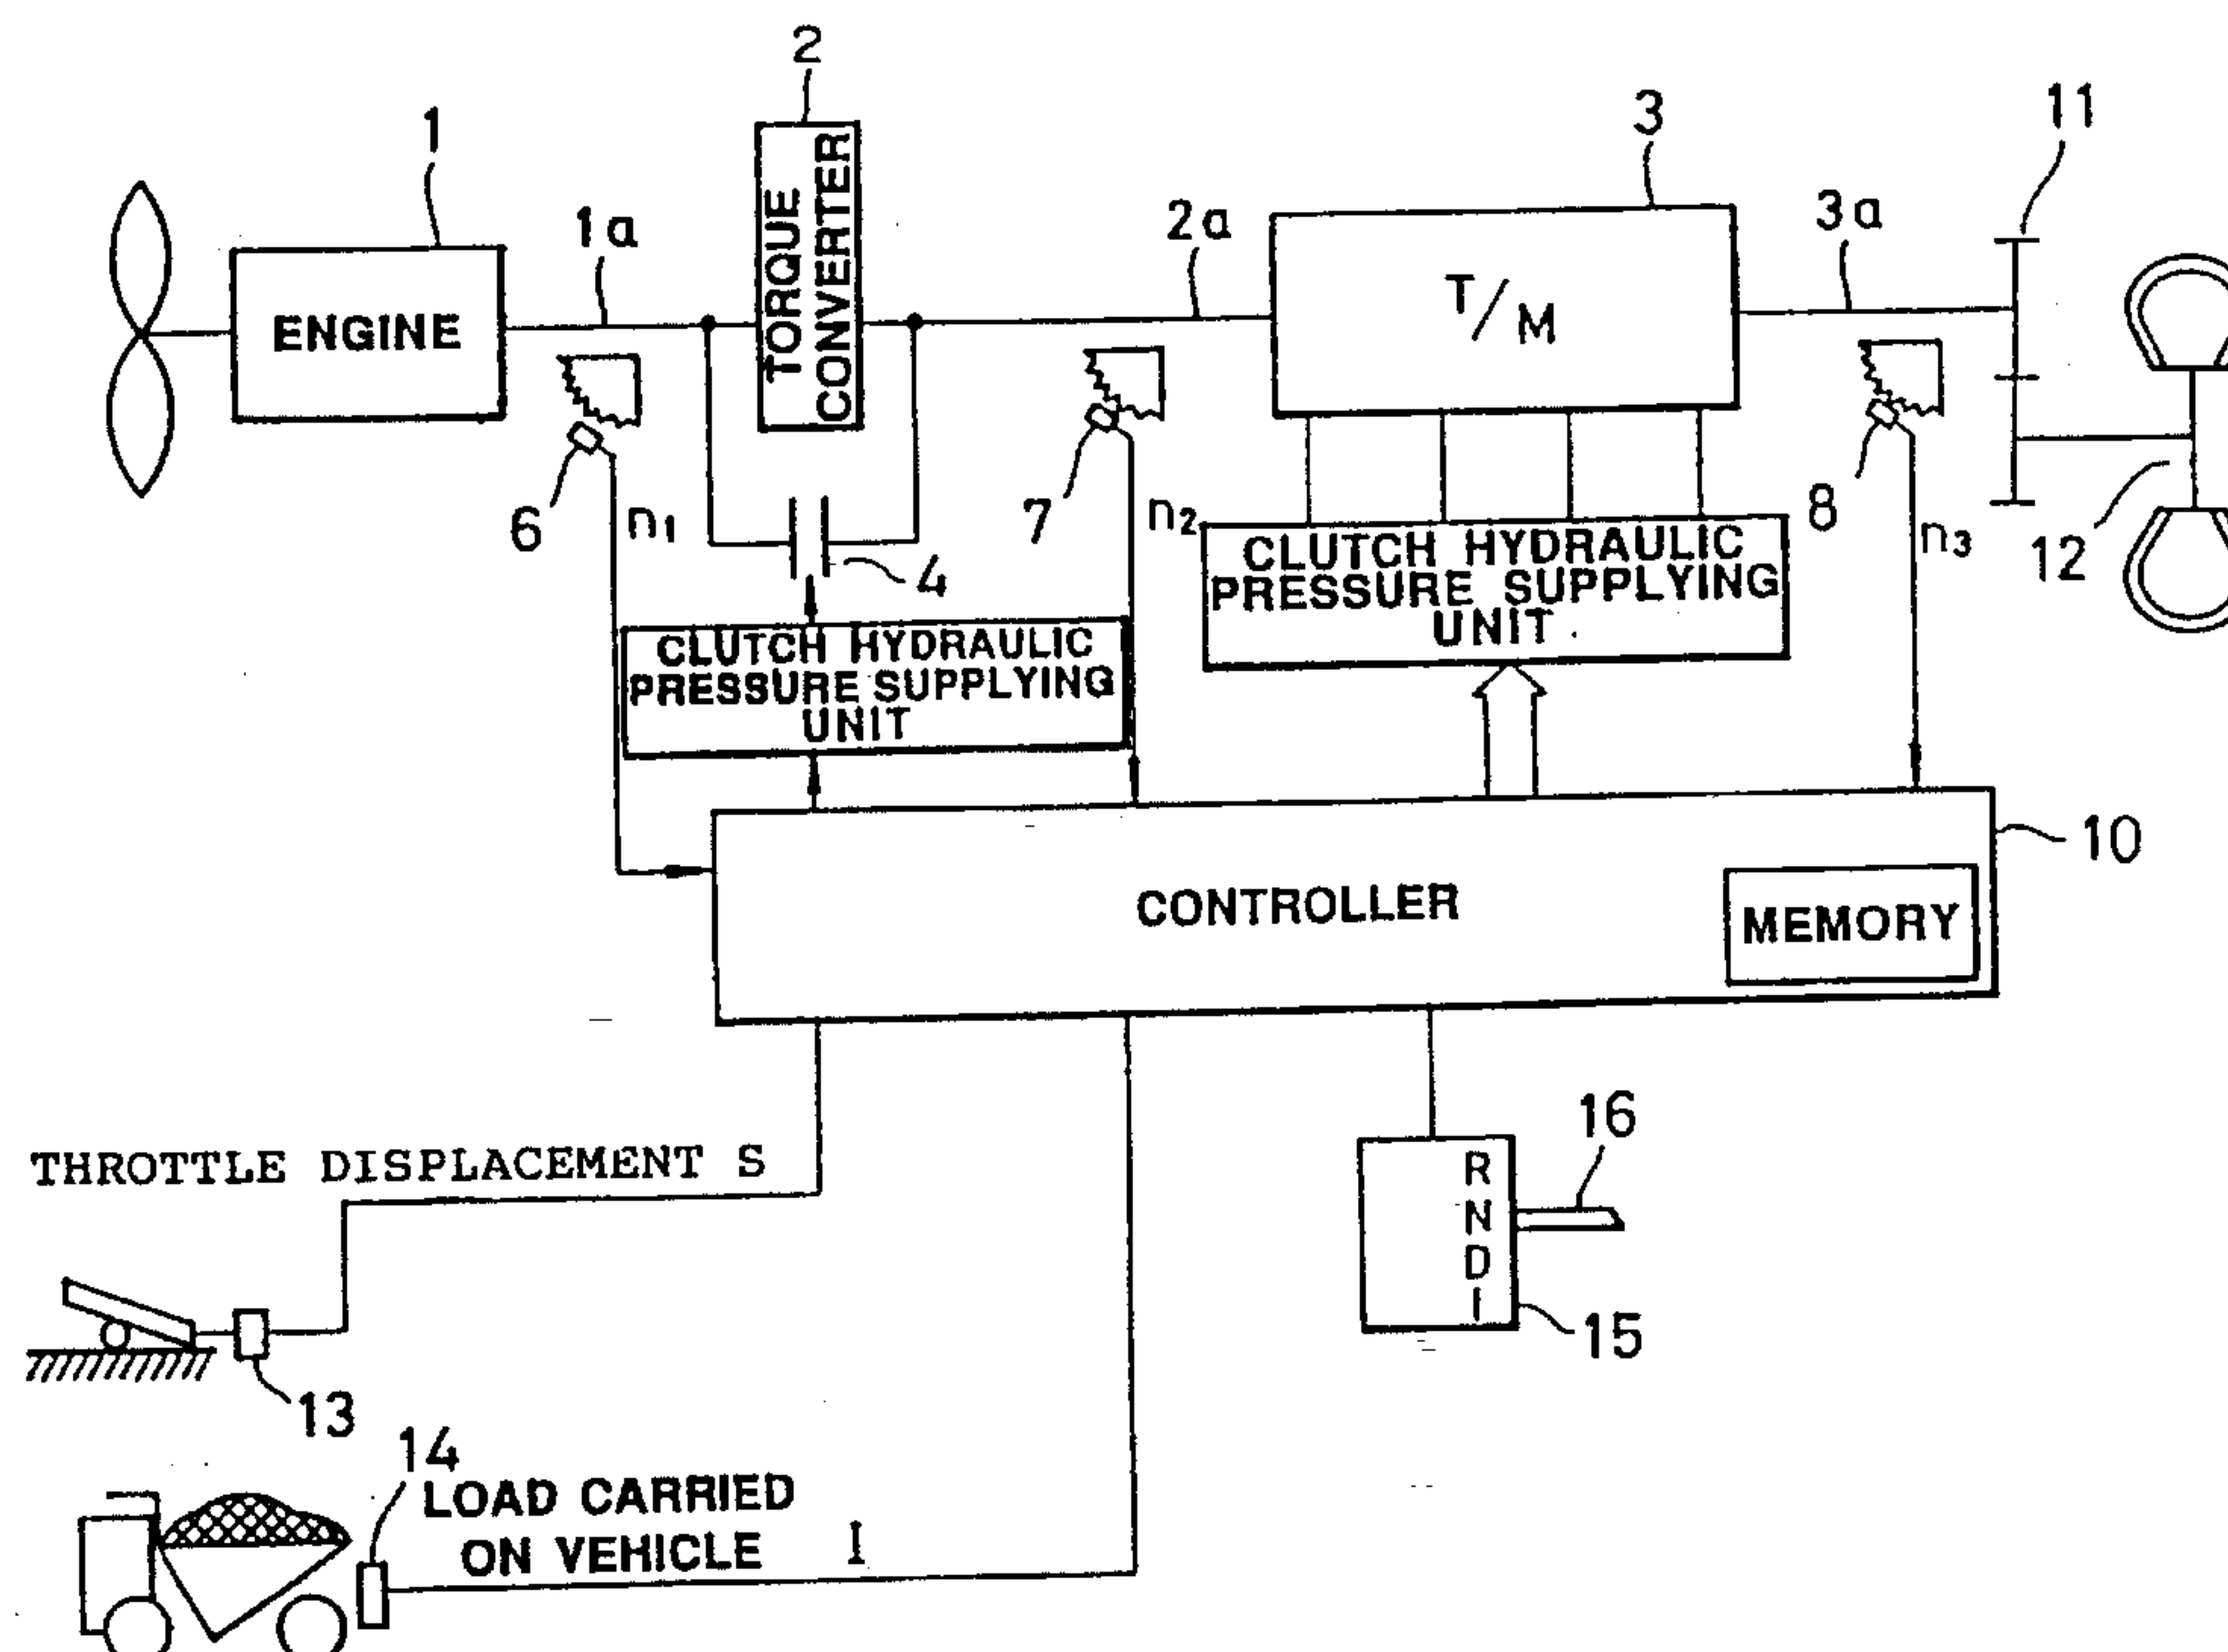 2
1
3
11
1a
TORQUE
CONVERTER
2a
3a
ENGINE
T/M
6
n1
4
7
n2
8
n3
12
CLUTCH HYDRAULIC
PRESSURE SUPPLYING
UNIT
CLUTCH HYDRAULIC
PRESSURE SUPPLYING
UNIT
10
CONTROLLER
MEMORY
THROTTLE DISPLACEMENT S
16
R
N
D
1
15
13
14
LOAD CARRIED
ON VEHICLE I